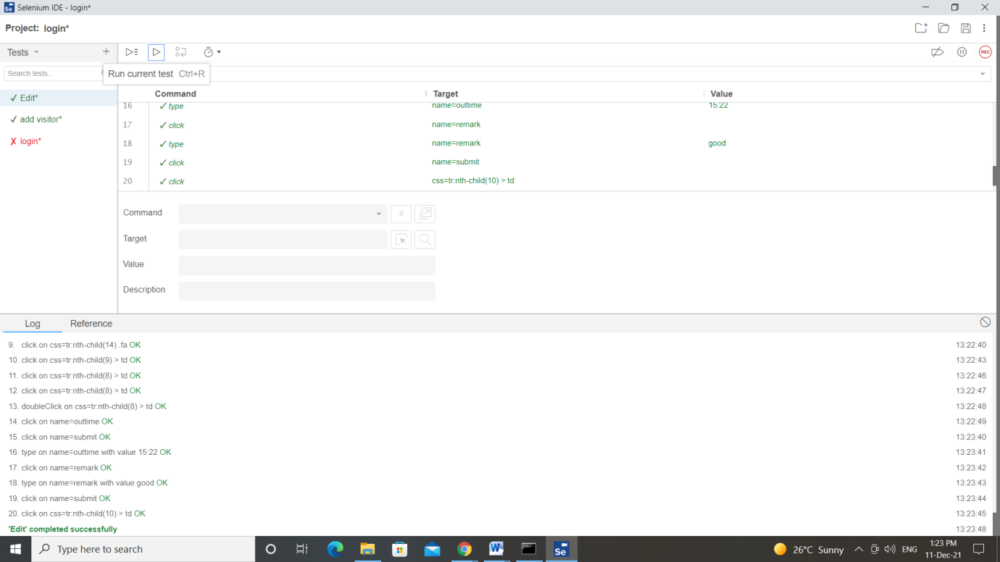 Selenium IDE - login*
Project: login*
Tests
Search tests...
Run current test Ctrl+R
✓ Edit*
✓ add visitor*
✗ login*
REC
Command Target Value
16 ✓ type name=outtime 15:22
17 ✓ click name=remark
18 ✓ type name=remark good
19 ✓ click name=submit
20 ✓ click css=tr:nth-child(10) > td
Command //
Target
Value
Description
Log Reference
9. click on css=tr:nth-child(14) .fa OK 13:22:40
10. click on css=tr:nth-child(9) > td OK 13:22:43
11. click on css=tr:nth-child(8) > td OK 13:22:46
12. click on css=tr:nth-child(8) > td OK 13:22:47
13. doubleClick on css=tr:nth-child(8) > td OK 13:22:48
14. click on name=outtime OK 13:22:49
15. click on name=submit OK 13:23:40
16. type on name=outtime with value 15:22 OK 13:23:41
17. click on name=remark OK 13:23:42
18. type on name=remark with value good OK 13:23:43
19. click on name=submit OK 13:23:44
20. click on css=tr:nth-child(10) > td OK 13:23:45
'Edit' completed successfully 13:23:48
Type here to search
26°C Sunny
ENG
1:23 PM
11-Dec-21